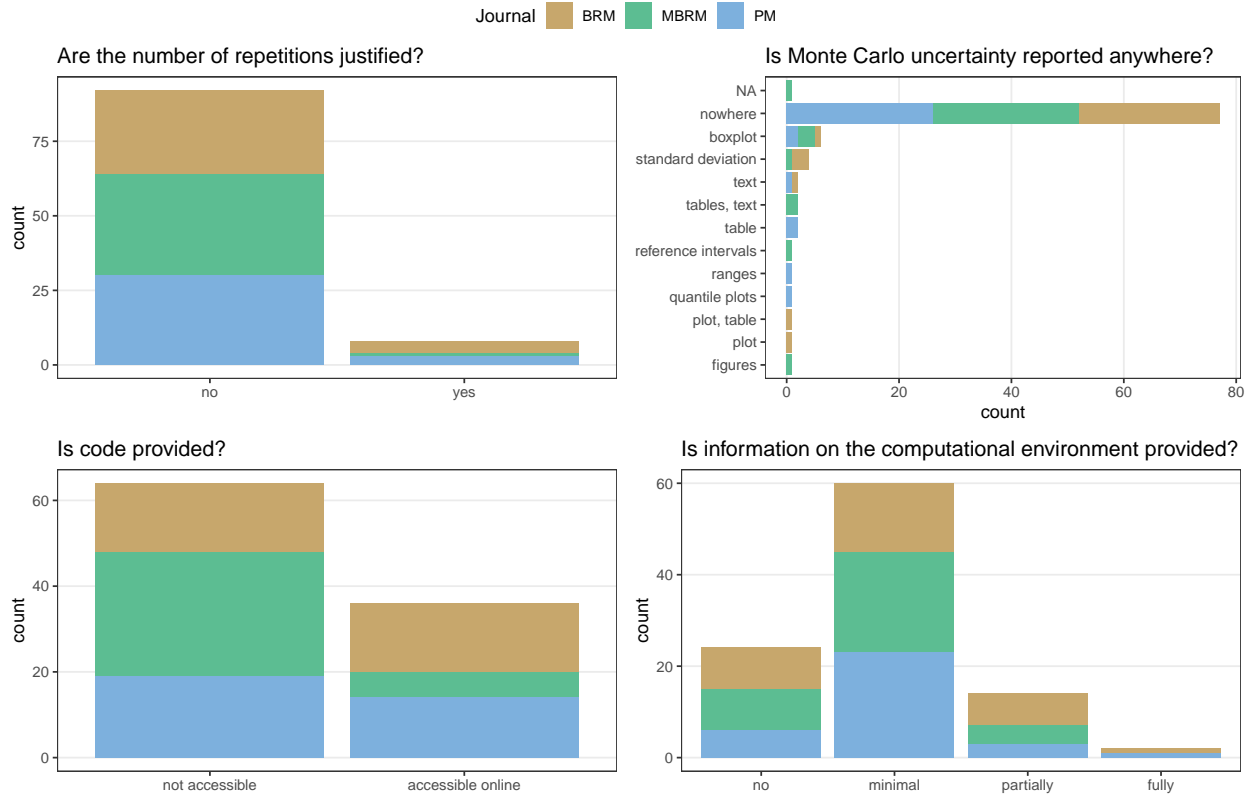 Journal BRM MBRM PM
Are the number of repetitions justified?
count
75
50
25
0
no yes
Is Monte Carlo uncertainty reported anywhere?
NA
nowhere
boxplot
standard deviation
text
tables, text
table
reference intervals
ranges
quantile plots
plot, table
plot
figures
0 20 40 60 80
count
Is code provided?
count
60
40
20
0
not accessible accessible online
Is information on the computational environment provided?
count
60
40
20
0
no minimal partially fully